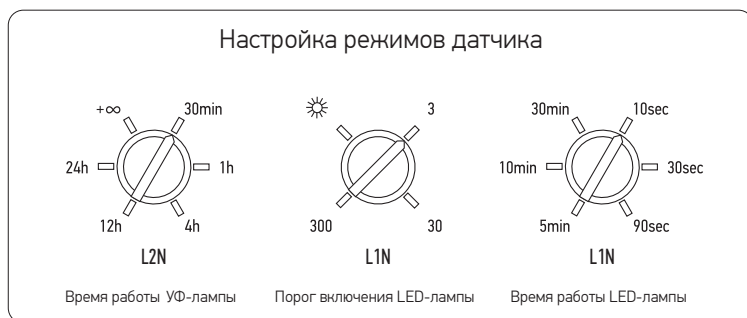 Настройка режимов датчика
+∞ 30min
24h 1h
12h 4h
L2N
Время работы УФ-лампы
3
300 30
L1N
Порог включения LED-лампы
30min 10sec
10min 30sec
5min 90sec
L1N
Время работы LED-лампы